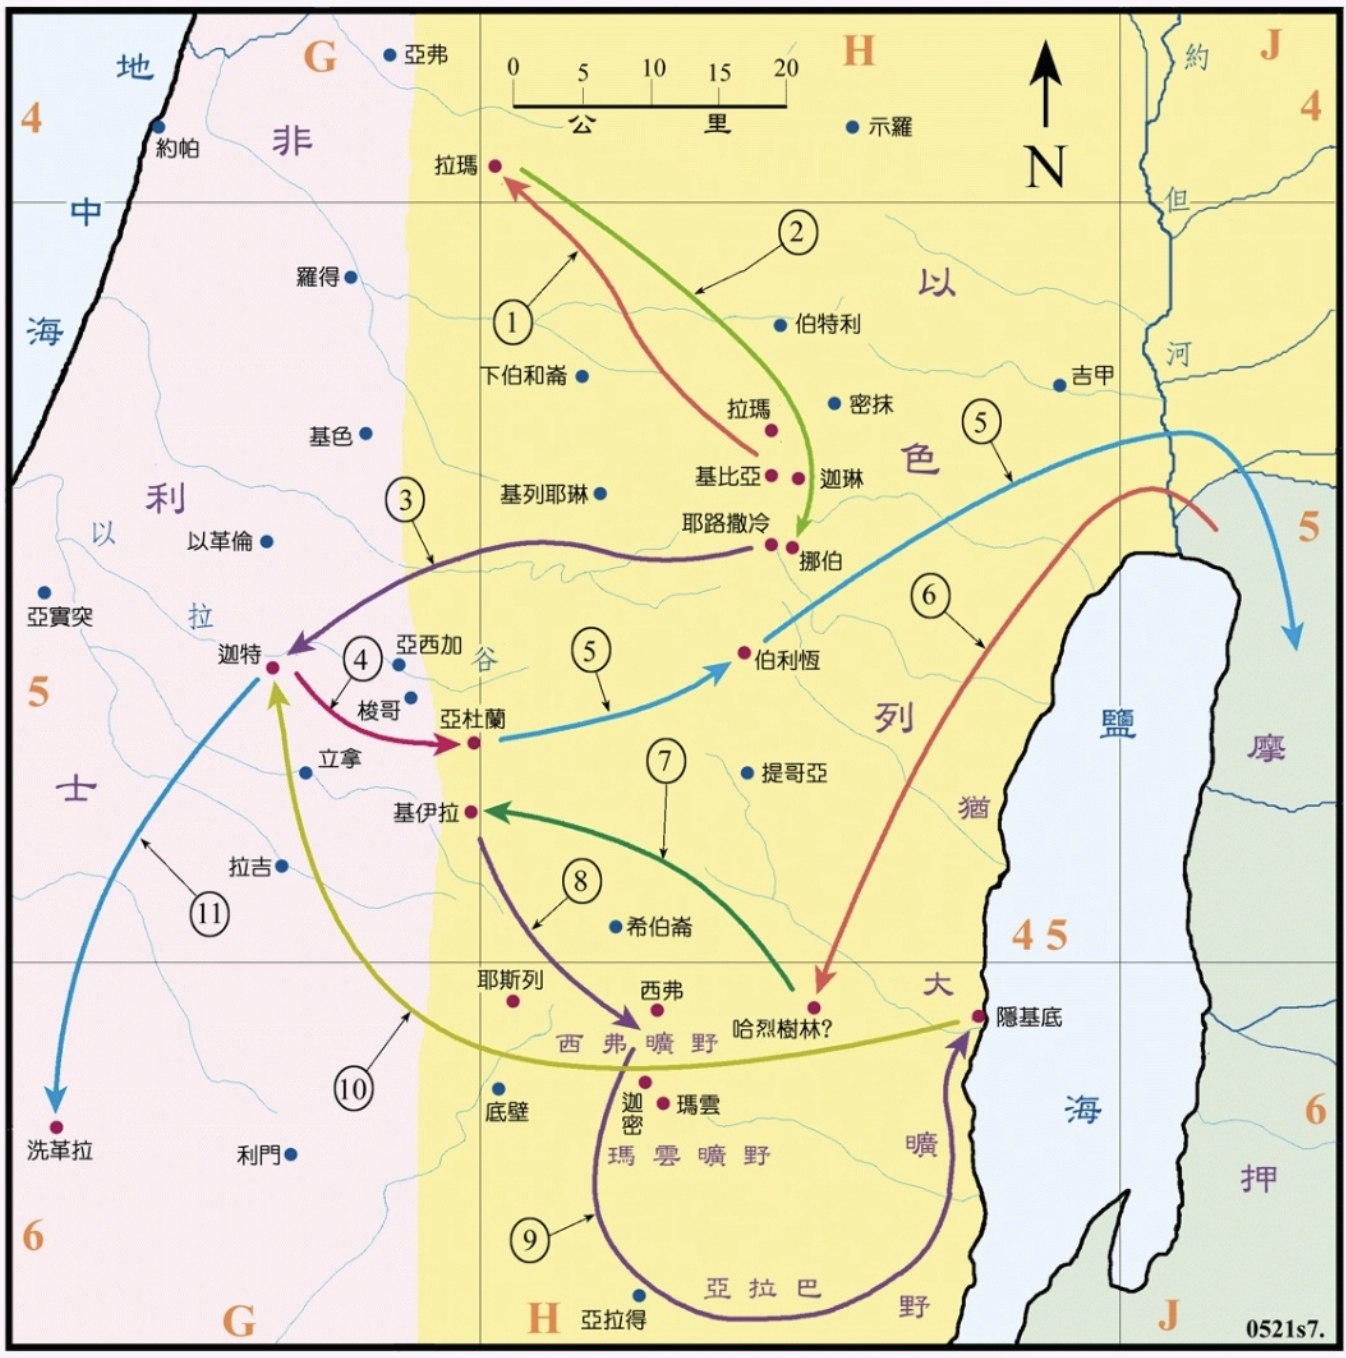 G
H
J
地
亞弗
0 5 10 15 20
公 里
約
4
4
約帕
非
示羅
N
拉瑪
中
但
2
羅得
以
海
1
伯特利
河
下伯和崙
吉甲
拉瑪
密抹
5
基色
色
基比亞
迦琳
利
3
基列耶琳
耶路撒冷
5
以
以革倫
挪伯
6
亞實突
拉
迦特
4
亞西加
谷
5
伯利恆
5
梭哥
亞杜蘭
列
鹽
摩
立拿
7
提哥亞
士
基伊拉
猶
拉吉
8
11
希伯崙
45
耶斯列
西弗
大
哈烈樹林?
隱基底
西弗曠野
10
底壁
迦密
瑪雲
海
6
洗革拉
利門
瑪雲曠野
曠
押
6
9
亞拉巴
野
亞拉得
G
H
J
0521s7.